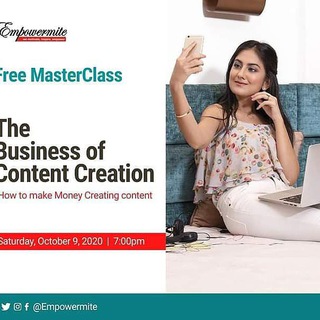 Empowermite
Free MasterClass
The
Business of
Content Creation
How to make Money Creating content
Saturday, October 9, 2020 | 7:00pm
@Empowermite